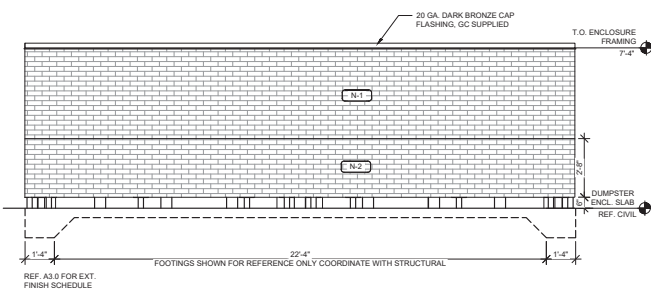 20 GA. DARK BRONZE CAP
FLASHING, GC SUPPLIED
T.O. ENCLOSURE
FRAMING
7'-4"
N-1
N-2
2'-8"
DUMPSTER
ENCL. SLAB
6"
REF. CIVIL
1'-4"
22'-4"
1'-4"
FOOTINGS SHOWN FOR REFERENCE ONLY COORDINATE WITH STRUCTURAL
REF. A3.0 FOR EXT.
FINISH SCHEDULE